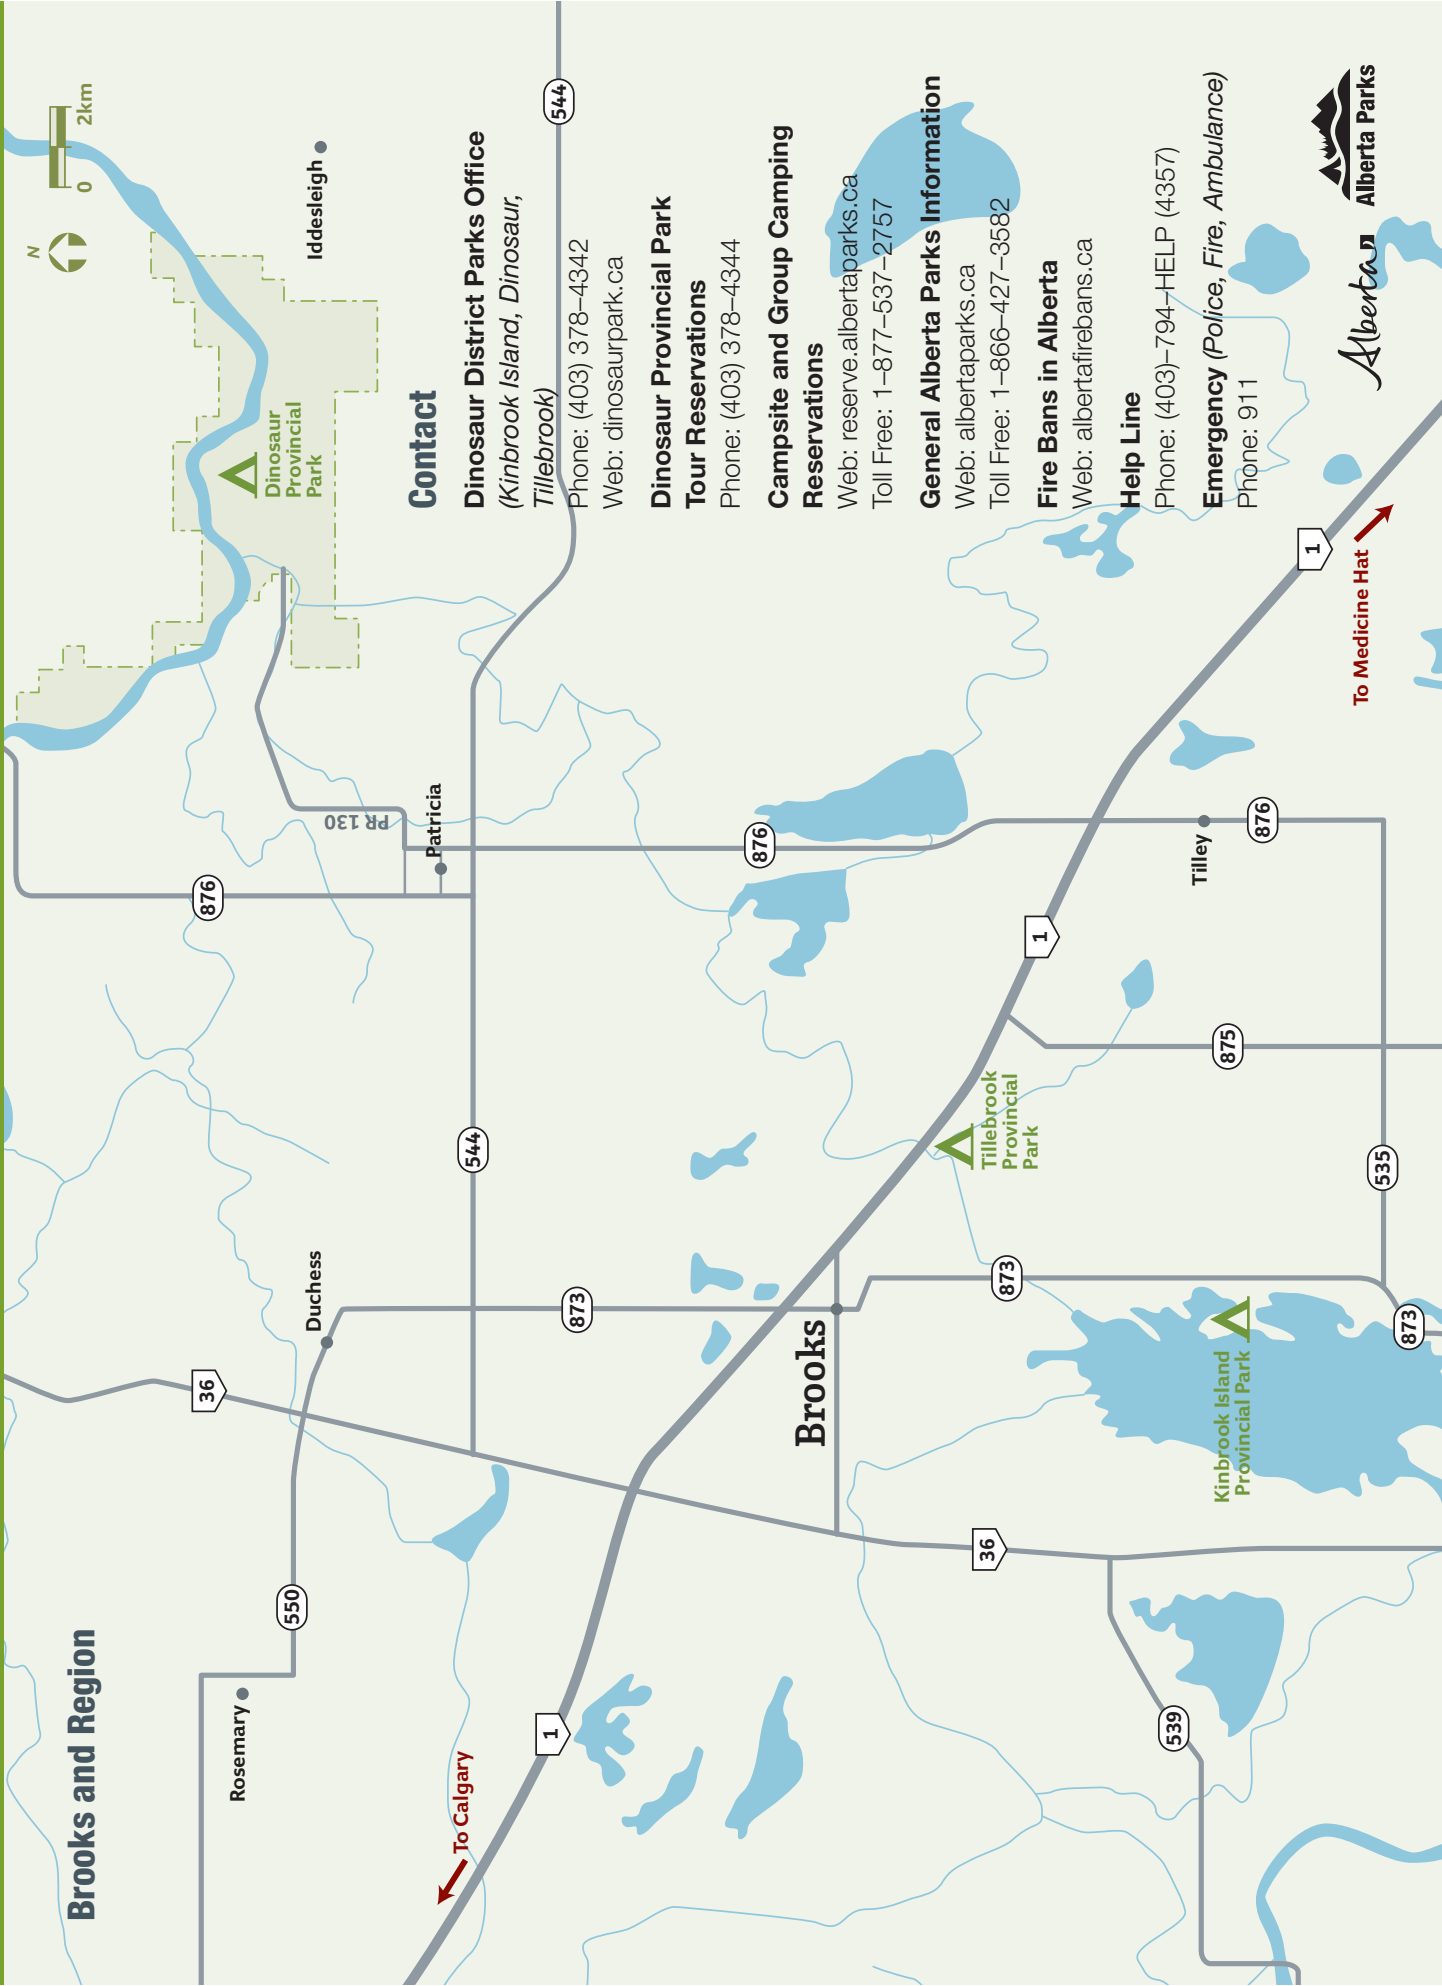 Brooks and Region
N
0 2km
Iddesleigh
Dinosaur
Provincial
Park
Contact
Dinosaur District Parks Office
(Kinbrook Island, Dinosaur,
Tillebrook)
Phone: (403) 378–4342
Web: dinosaurpark.ca
Dinosaur Provincial Park
Tour Reservations
Phone: (403) 378–4344
Campsite and Group Camping
Reservations
Web: reserve.albertaparks.ca
Toll Free: 1–877–537–2757
General Alberta Parks Information
Web: albertaparks.ca
Toll Free: 1–866–427–3582
Fire Bans in Alberta
Web: albertafirebans.ca
Help Line
Phone: (403)–794–HELP (4357)
Emergency (Police, Fire, Ambulance)
Phone: 911
Alberta
Alberta Parks
544
PR 130
Patricia
876
876
876
Tilley
1
To Medicine Hat
1
875
535
544
Tillebrook
Provincial
Park
Duchess
873
873
873
36
Brooks
Kinbrook Island
Provincial Park
550
36
Rosemary
1
To Calgary
539